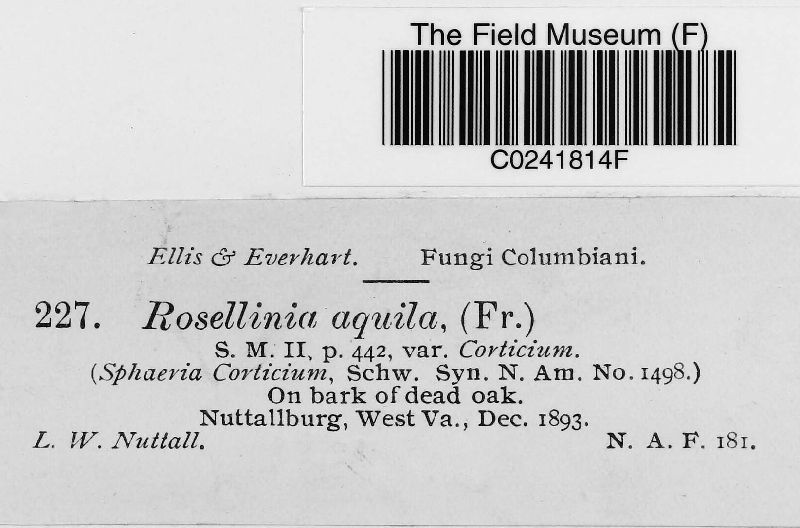 The Field Museum (F)
C0241814F
Ellis & Everhart. Fungi Columbiani.
227. Rosellinia aquila, (Fr.)
S. M. II, p. 442, var. Corticium.
(Sphaeria Corticium, Schw. Syn. N. Am. No. 1498.)
On bark of dead oak.
Nuttallburg, West Va., Dec. 1893.
L. W. Nuttall. N. A. F. 181.